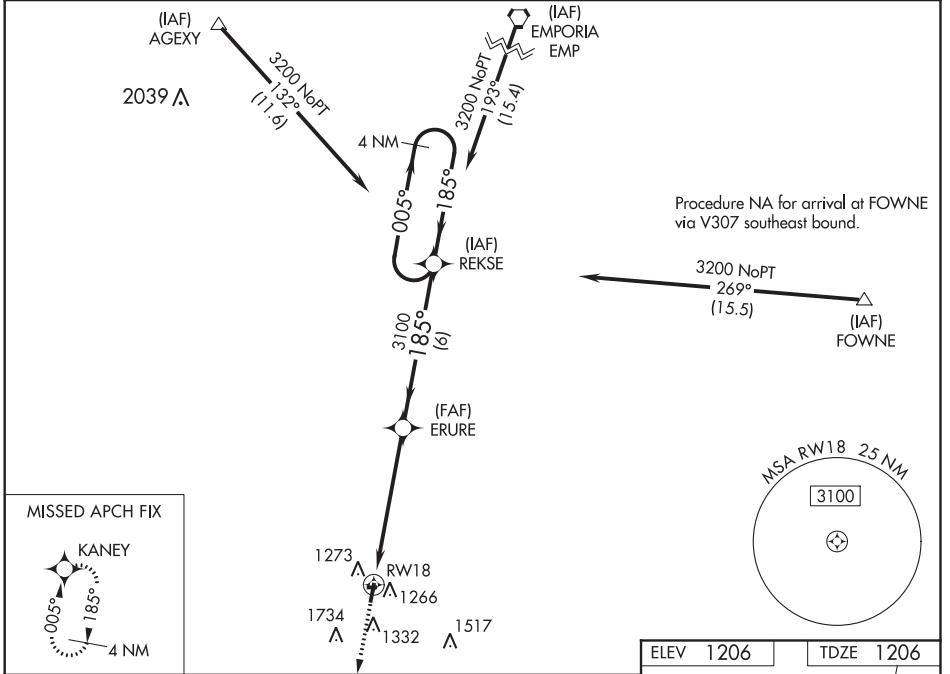 (IAF)
AGEXY
3200 NoPT
132°
(11.6)
2039
(IAF)
EMPORIA
EMP
3200 NoPT
193°
(15.4)
4 NM
005°
185°
(IAF)
REKSE
Procedure NA for arrival at FOWNE
via V307 southeast bound.
3200 NoPT
269°
(15.5)
(IAF)
FOWNE
3100
185°
(6)
(FAF)
ERURE
MSA RW18 25 NM
3100
MISSED APCH FIX
KANEY
005°
185°
4 NM
1273
RW18
1266
1734
1332
1517
ELEV 1206
TDZE 1206